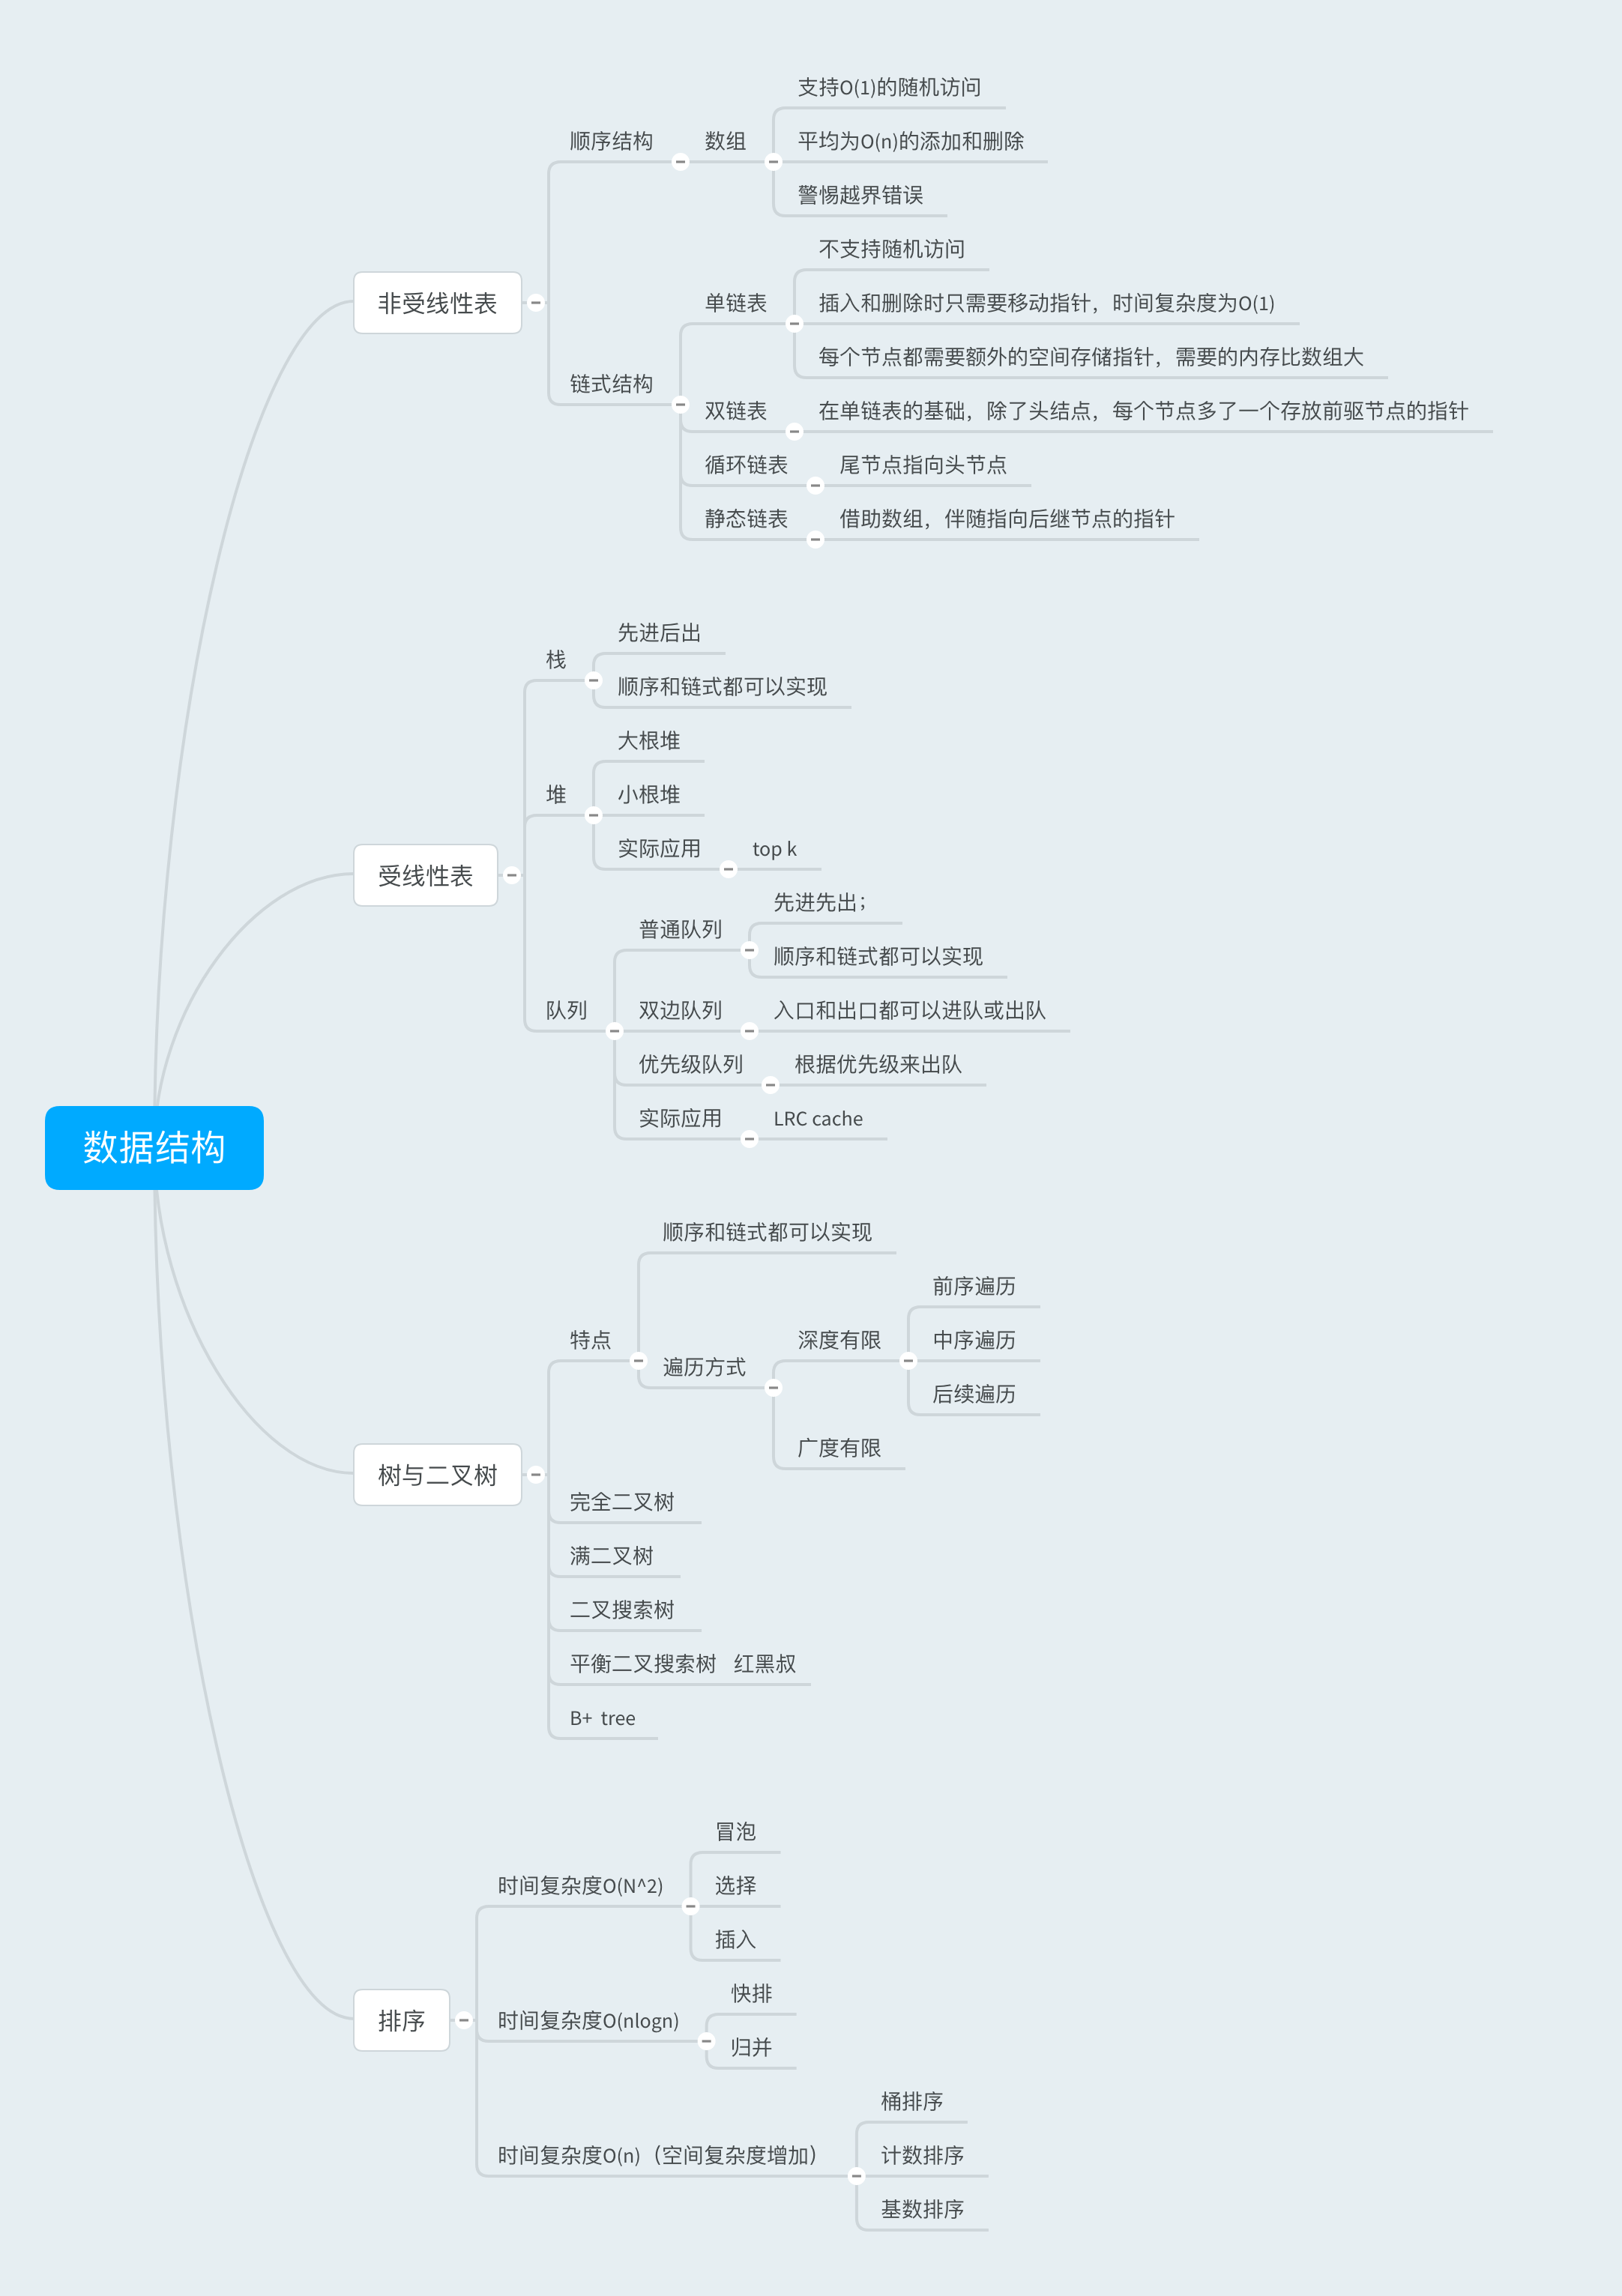 数据结构
非受线性表
顺序结构
数组
支持O(1)的随机访问
平均为O(n)的添加和删除
警惕越界错误
链式结构
单链表
不支持随机访问
插入和删除时只需要移动指针，时间复杂度为O(1)
每个节点都需要额外的空间存储指针，需要的内存比数组大
双链表
在单链表的基础，除了头结点，每个节点多了一个存放前驱节点的指针
循环链表
尾节点指向头节点
静态链表
借助数组，伴随指向后继节点的指针
受线性表
栈
先进后出
顺序和链式都可以实现
堆
大根堆
小根堆
实际应用
top k
队列
普通队列
先进先出；
顺序和链式都可以实现
双边队列
入口和出口都可以进队或出队
优先级队列
根据优先级来出队
实际应用
LRC cache
树与二叉树
特点
顺序和链式都可以实现
遍历方式
深度有限
前序遍历
中序遍历
后续遍历
广度有限
完全二叉树
满二叉树
二叉搜索树
平衡二叉搜索树 红黑叔
B+ tree
排序
时间复杂度O(N^2)
冒泡
选择
插入
时间复杂度O(nlogn)
快排
归并
时间复杂度O(n)（空间复杂度增加）
桶排序
计数排序
基数排序